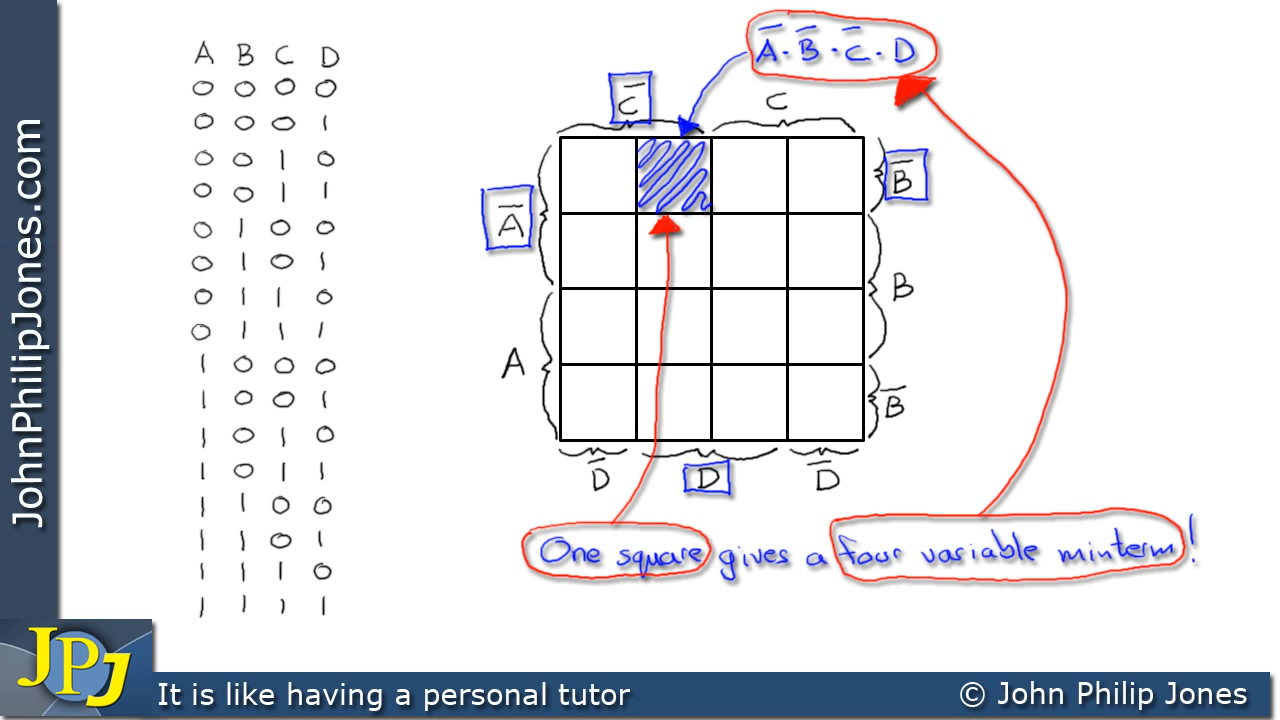 JohnPhilipJones.com
A B C D
0 0 0 0
0 0 0 1
0 0 1 0
0 0 1 1
0 1 0 0
0 1 0 1
0 1 1 0
0 1 1 1
1 0 0 0
1 0 0 1
1 0 1 0
1 0 1 1
1 1 0 0
1 1 0 1
1 1 1 0
1 1 1 1
A̅·B̅·C̅·D
C̅ C
A̅
B̅
B
A
B̅
D̅ D D̅
One square gives a four variable minterm!
JPJ
It is like having a personal tutor
© John Philip Jones